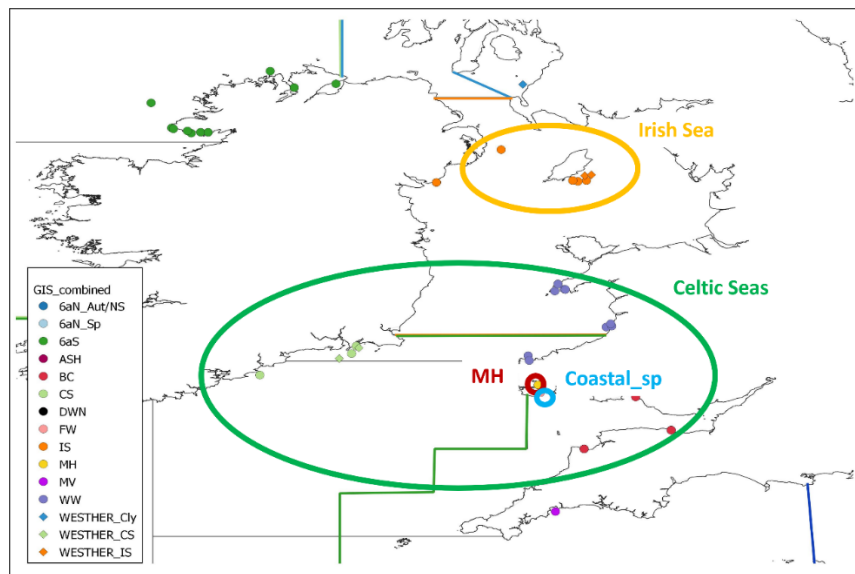 Irish Sea
Celtic Seas
MH
Coastal_sp
GIS_combined
6aN_Aut/NS
6aN_Sp
6aS
ASH
BC
CS
DWN
FW
IS
MH
MV
WW
WESTHER_Cly
WESTHER_CS
WESTHER_IS